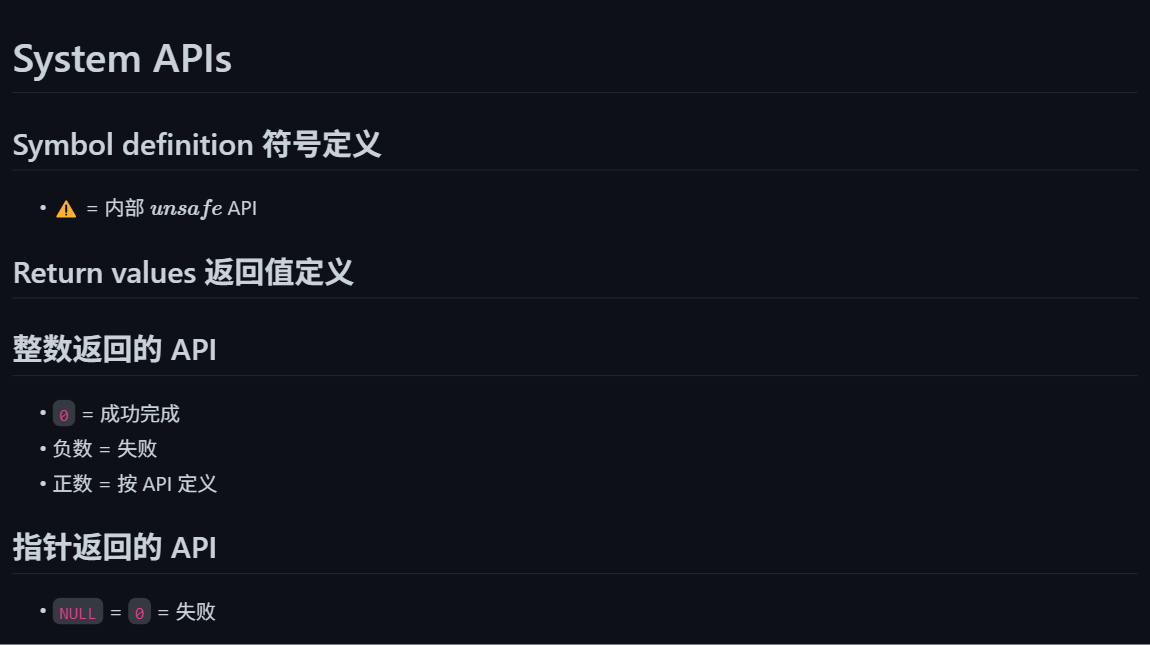 System APIs
Symbol definition 符号定义
• ⚠ = 内部 unsafe API
Return values 返回值定义
整数返回的 API
• 0 = 成功完成
• 负数 = 失败
• 正数 = 按 API 定义
指针返回的 API
• NULL = 0 = 失败